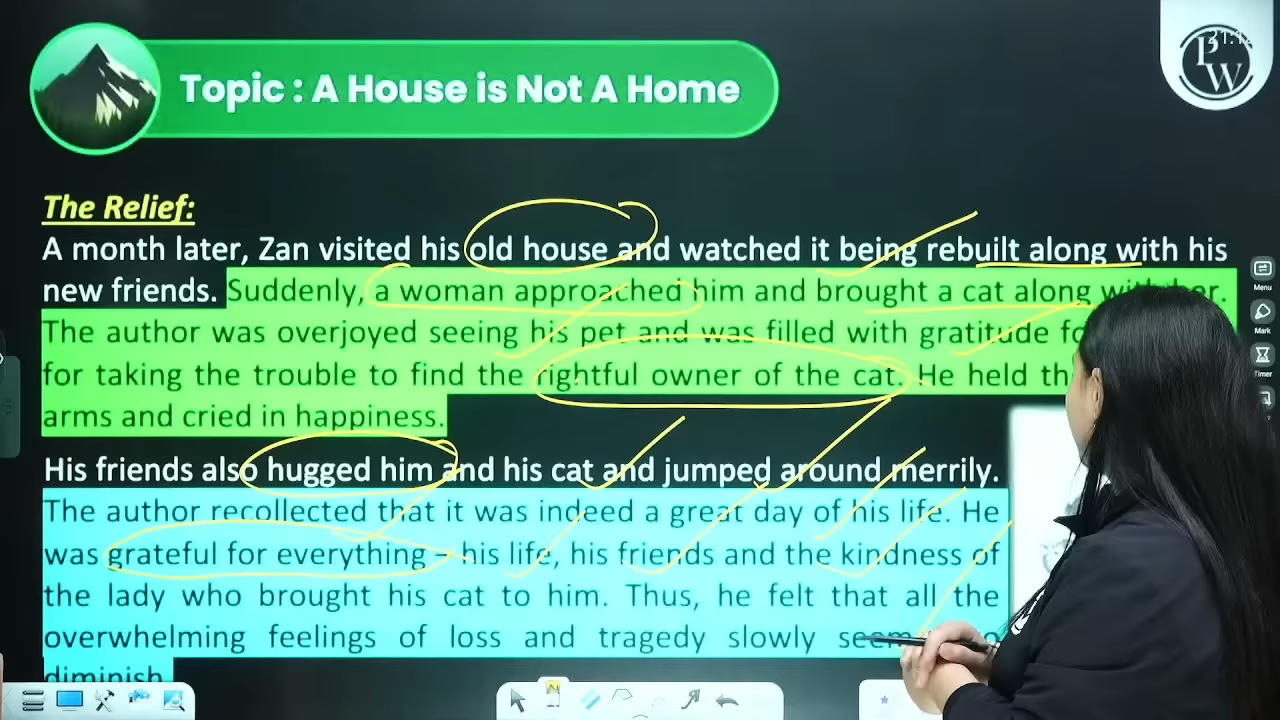 Topic : A House is Not A Home
PW
The Relief:
A month later, Zan visited his old house and watched it being rebuilt along with his
new friends. Suddenly, a woman approached him and brought a cat along with her.
The author was overjoyed seeing his pet and was filled with gratitude
for taking the trouble to find the rightful owner of the cat. He held
arms and cried in happiness.
His friends also hugged him and his cat and jumped around merrily.
The author recollected that it was indeed a great day of his life. He
was grateful for everything – his life, his friends and the kindness of
the lady who brought his cat to him. Thus, he felt that all the
overwhelming feelings of loss and tragedy slowly
diminish.
Menu
Mark
Timer